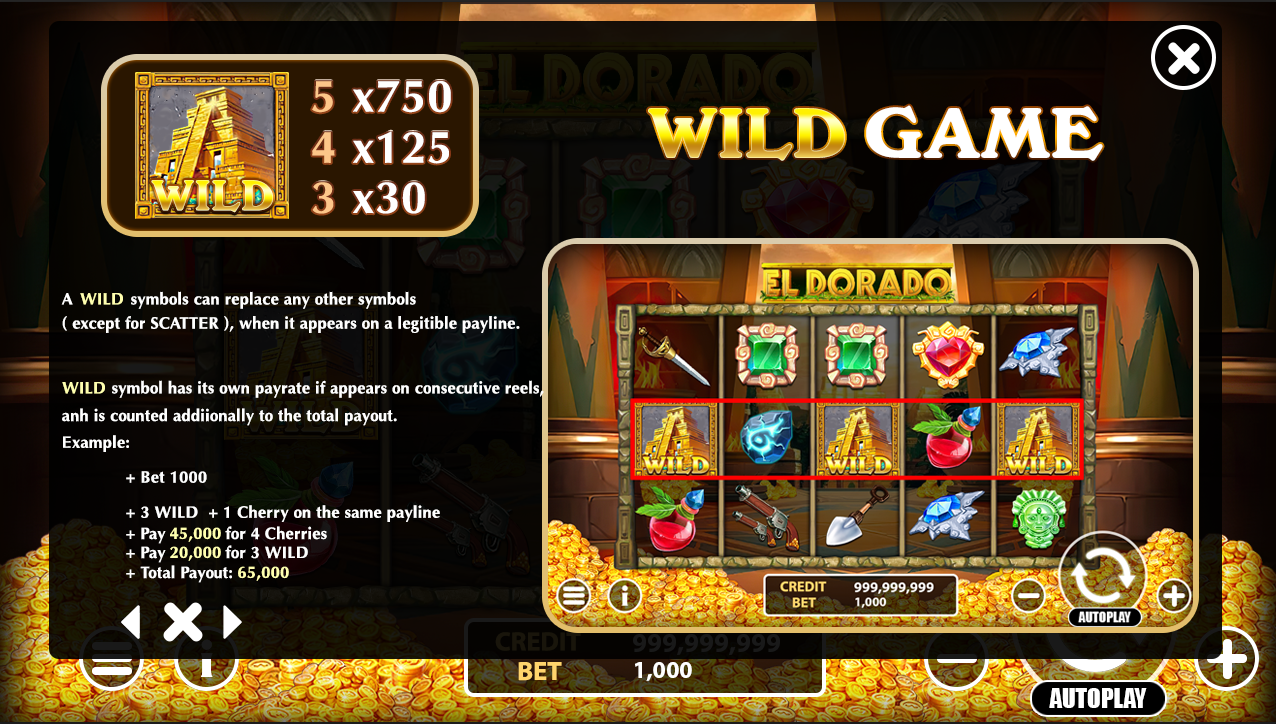 EL DORADO
WILD
5 x750
4 x125
3 x30
WILD GAME
A WILD symbols can replace any other symbols
( except for SCATTER ), when it appears on a legitible payline.
WILD symbol has its own payrate if appears on consecutive reels,
anh is counted addiionally to the total payout.
Example:
+ Bet 1000
+ 3 WILD + 1 Cherry on the same payline
+ Pay 45,000 for 4 Cherries
+ Pay 20,000 for 3 WILD
+ Total Payout: 65,000
EL DORADO
WILD WILD WILD
CREDIT 999,999,999
BET 1,000
AUTOPLAY
CREDIT 999,999,999
BET 1,000
AUTOPLAY